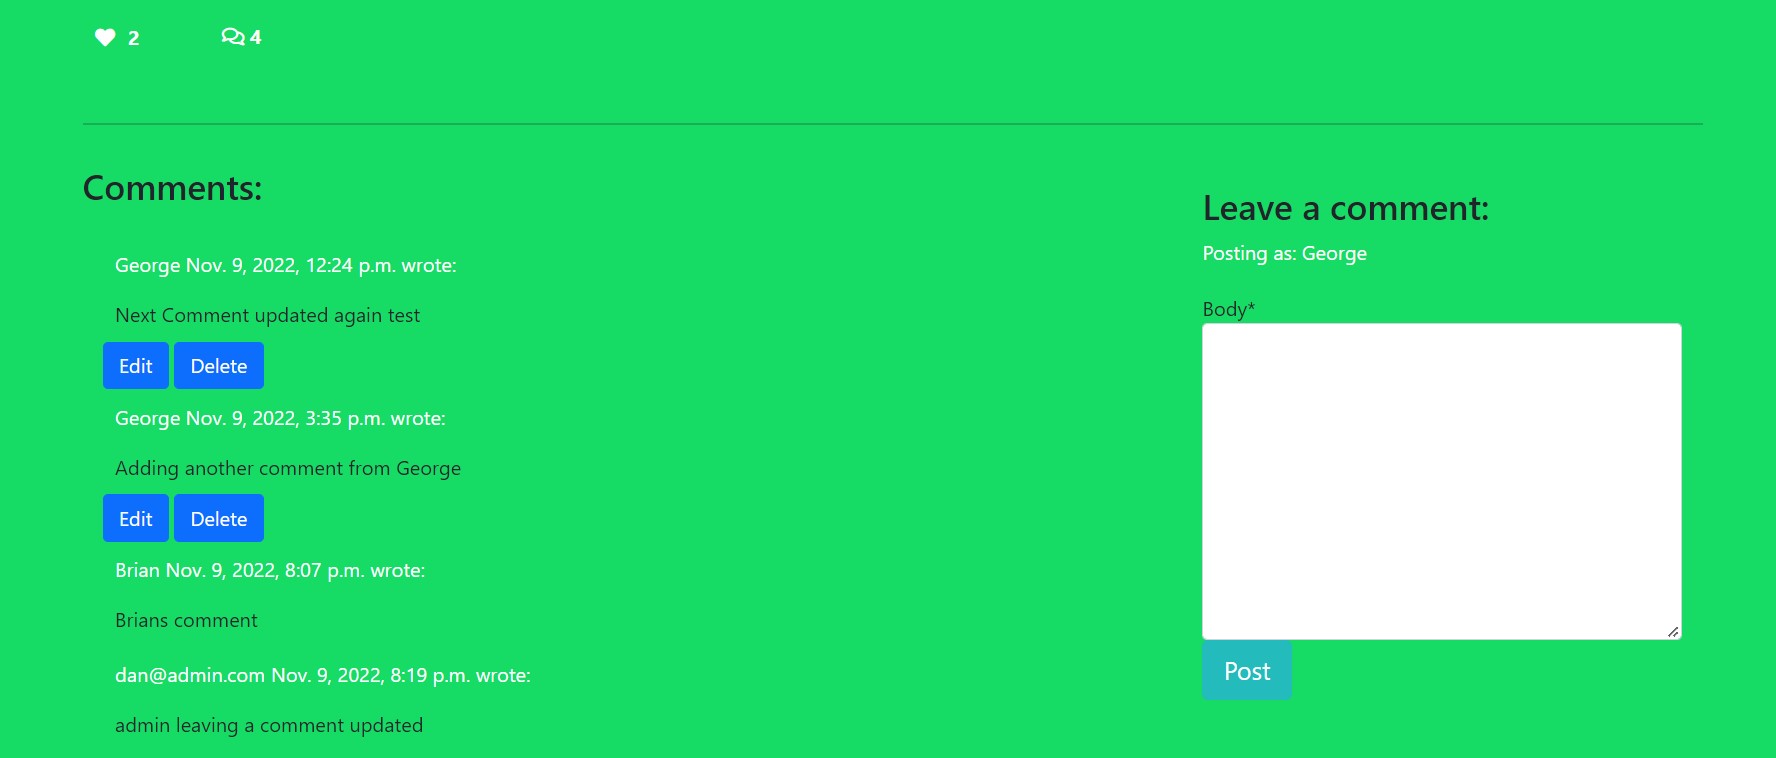 2 4
Comments:
George Nov. 9, 2022, 12:24 p.m. wrote:
Next Comment updated again test
Edit Delete
George Nov. 9, 2022, 3:35 p.m. wrote:
Adding another comment from George
Edit Delete
Brian Nov. 9, 2022, 8:07 p.m. wrote:
Brians comment
dan@admin.com Nov. 9, 2022, 8:19 p.m. wrote:
admin leaving a comment updated
Leave a comment:
Posting as: George
Body*
Post